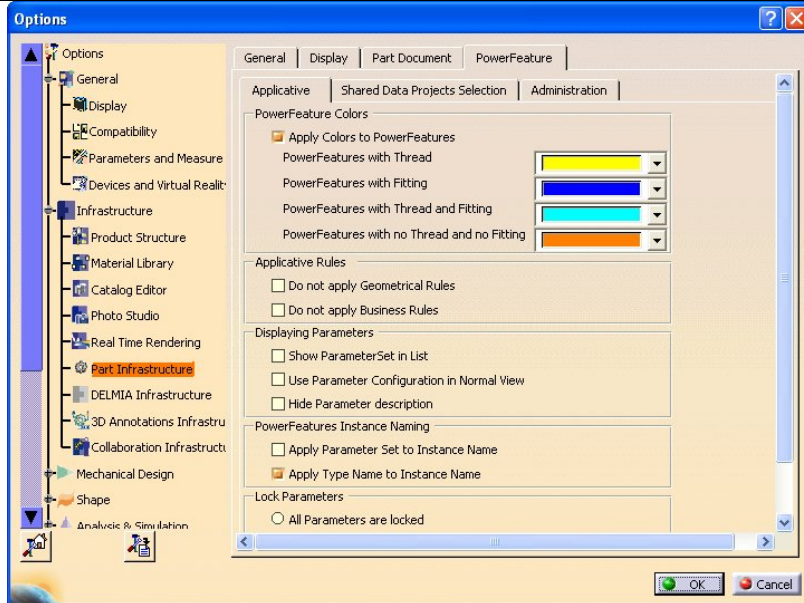 Options
Options
General
Display
Compatibility
Parameters and Measure
Devices and Virtual Realit
Infrastructure
Product Structure
Material Library
Catalog Editor
Photo Studio
Real Time Rendering
Part Infrastructure
DELMIA Infrastructure
3D Annotations Infrastru
Collaboration Infrastruct
Mechanical Design
Shape
Analysis & Simulation
General Display Part Document PowerFeature
Applicative Shared Data Projects Selection Administration
PowerFeature Colors
Apply Colors to PowerFeatures
PowerFeatures with Thread
PowerFeatures with Fitting
PowerFeatures with Thread and Fitting
PowerFeatures with no Thread and no Fitting
Applicative Rules
Do not apply Geometrical Rules
Do not apply Business Rules
Displaying Parameters
Show ParameterSet in List
Use Parameter Configuration in Normal View
Hide Parameter description
PowerFeatures Instance Naming
Apply Parameter Set to Instance Name
Apply Type Name to Instance Name
Lock Parameters
All Parameters are locked
OK Cancel